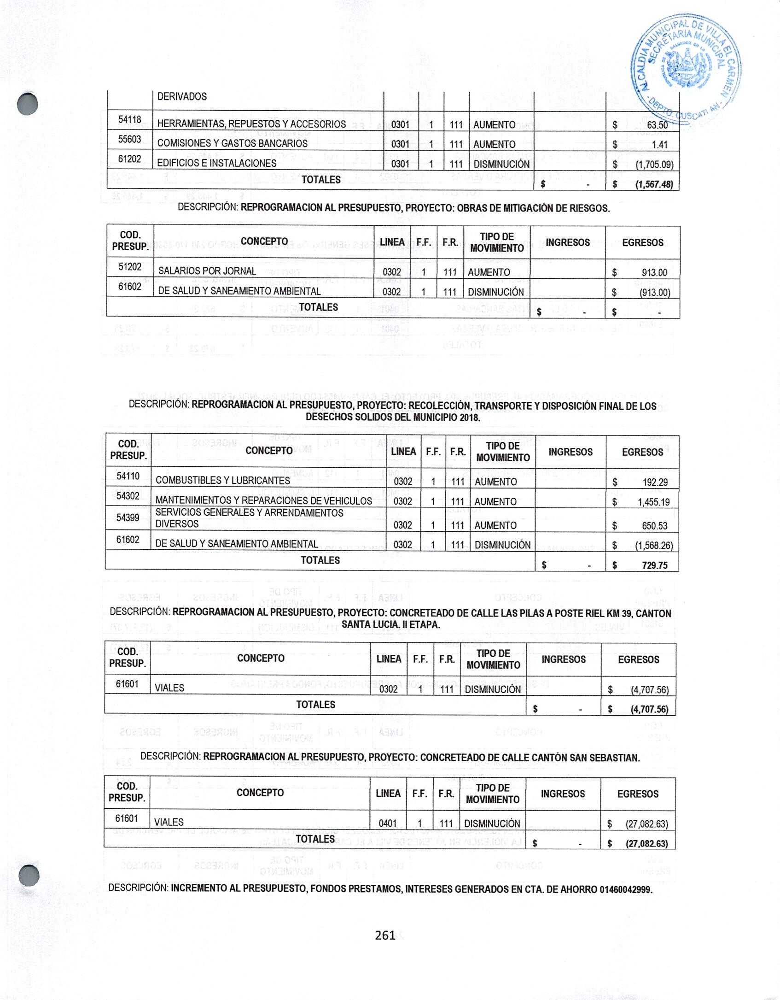 ALCALDIA MUNICIPAL DE VILLA EL CARMEN
SECRETARIA MUNICIPAL
- DEPTO. CUSCATLAN -
DERIVADOS
54118 HERRAMIENTAS, REPUESTOS Y ACCESORIOS 0301 1 111 AUMENTO $ 63.50
55603 COMISIONES Y GASTOS BANCARIOS 0301 1 111 AUMENTO $ 1.41
61202 EDIFICIOS E INSTALACIONES 0301 1 111 DISMINUCIÓN $ (1,705.09)
TOTALES $ - $ (1,567.48)
DESCRIPCIÓN: REPROGRAMACION AL PRESUPUESTO, PROYECTO: OBRAS DE MITIGACIÓN DE RIESGOS.
COD. PRESUP. CONCEPTO LINEA F.F. F.R. TIPO DE MOVIMIENTO INGRESOS EGRESOS
51202 SALARIOS POR JORNAL 0302 1 111 AUMENTO $ 913.00
61602 DE SALUD Y SANEAMIENTO AMBIENTAL 0302 1 111 DISMINUCIÓN $ (913.00)
TOTALES $ - $ -
DESCRIPCIÓN: REPROGRAMACION AL PRESUPUESTO, PROYECTO: RECOLECCIÓN, TRANSPORTE Y DISPOSICIÓN FINAL DE LOS
DESECHOS SOLIDOS DEL MUNICIPIO 2018.
COD. PRESUP. CONCEPTO LINEA F.F. F.R. TIPO DE MOVIMIENTO INGRESOS EGRESOS
54110 COMBUSTIBLES Y LUBRICANTES 0302 1 111 AUMENTO $ 192.29
54302 MANTENIMIENTOS Y REPARACIONES DE VEHICULOS 0302 1 111 AUMENTO $ 1,455.19
54399 SERVICIOS GENERALES Y ARRENDAMIENTOS
DIVERSOS 0302 1 111 AUMENTO $ 650.53
61602 DE SALUD Y SANEAMIENTO AMBIENTAL 0302 1 111 DISMINUCIÓN $ (1,568.26)
TOTALES $ - $ 729.75
DESCRIPCIÓN: REPROGRAMACION AL PRESUPUESTO, PROYECTO: CONCRETEADO DE CALLE LAS PILAS A POSTE RIEL KM 39, CANTON
SANTA LUCIA. II ETAPA.
COD. PRESUP. CONCEPTO LINEA F.F. F.R. TIPO DE MOVIMIENTO INGRESOS EGRESOS
61601 VIALES 0302 1 111 DISMINUCIÓN $ (4,707.56)
TOTALES $ - $ (4,707.56)
DESCRIPCIÓN: REPROGRAMACION AL PRESUPUESTO, PROYECTO: CONCRETEADO DE CALLE CANTÓN SAN SEBASTIAN.
COD. PRESUP. CONCEPTO LINEA F.F. F.R. TIPO DE MOVIMIENTO INGRESOS EGRESOS
61601 VIALES 0401 1 111 DISMINUCIÓN $ (27,082.63)
TOTALES $ - $ (27,082.63)
DESCRIPCIÓN: INCREMENTO AL PRESUPUESTO, FONDOS PRESTAMOS, INTERESES GENERADOS EN CTA. DE AHORRO 01460042999.
261